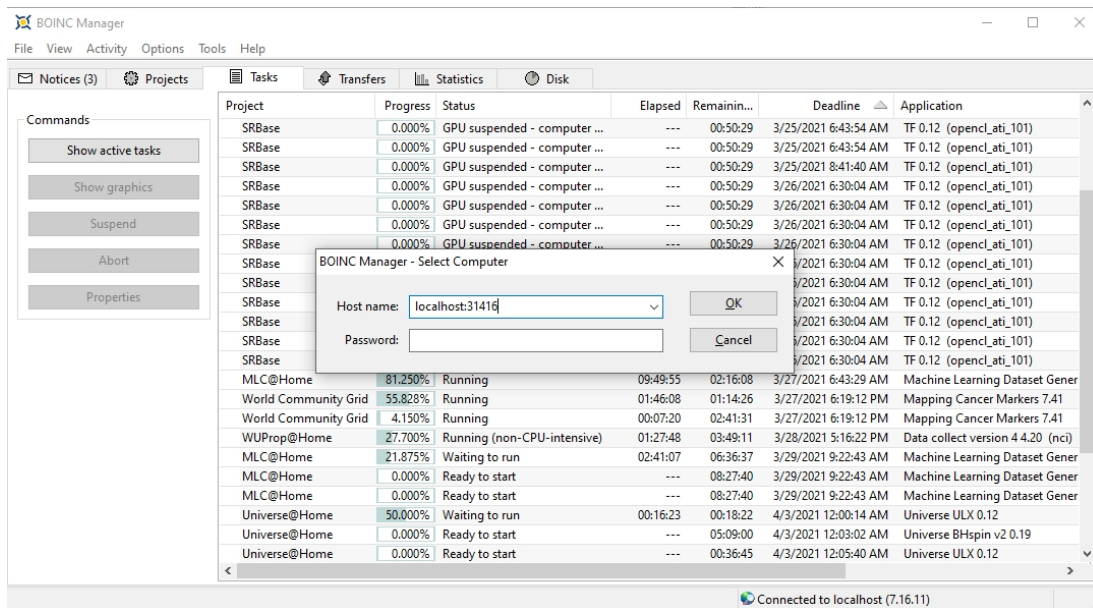 BOINC Manager
File View Activity Options Tools Help
Notices (3) Projects Tasks Transfers Statistics Disk
Commands
Show active tasks
Show graphics
Suspend
Abort
Properties
Project Progress Status Elapsed Remainin... Deadline Application
SRBase 0.000% GPU suspended - computer ... --- 00:50:29 3/25/2021 6:43:54 AM TF 0.12 (opencl_ati_101)
SRBase 0.000% GPU suspended - computer ... --- 00:50:29 3/25/2021 6:43:54 AM TF 0.12 (opencl_ati_101)
SRBase 0.000% GPU suspended - computer ... --- 00:50:29 3/25/2021 8:41:40 AM TF 0.12 (opencl_ati_101)
SRBase 0.000% GPU suspended - computer ... --- 00:50:29 3/26/2021 6:30:04 AM TF 0.12 (opencl_ati_101)
SRBase 0.000% GPU suspended - computer ... --- 00:50:29 3/26/2021 6:30:04 AM TF 0.12 (opencl_ati_101)
SRBase 0.000% GPU suspended - computer ... --- 00:50:29 3/26/2021 6:30:04 AM TF 0.12 (opencl_ati_101)
SRBase 0.000% GPU suspended - computer ... --- 00:50:29 3/26/2021 6:30:04 AM TF 0.12 (opencl_ati_101)
SRBase /2021 6:30:04 AM TF 0.12 (opencl_ati_101)
SRBase /2021 6:30:04 AM TF 0.12 (opencl_ati_101)
SRBase /2021 6:30:04 AM TF 0.12 (opencl_ati_101)
SRBase /2021 6:30:04 AM TF 0.12 (opencl_ati_101)
SRBase /2021 6:30:04 AM TF 0.12 (opencl_ati_101)
SRBase /2021 6:30:04 AM TF 0.12 (opencl_ati_101)
BOINC Manager - Select Computer
Host name: localhost:31416 OK
Password: Cancel
MLC@Home 81.250% Running 09:49:55 02:16:08 3/27/2021 6:43:29 AM Machine Learning Dataset Gener
World Community Grid 55.828% Running 01:46:08 01:14:26 3/27/2021 6:19:12 PM Mapping Cancer Markers 7.41
World Community Grid 4.150% Running 00:07:20 02:41:31 3/27/2021 6:19:12 PM Mapping Cancer Markers 7.41
WUProp@Home 27.700% Running (non-CPU-intensive) 01:27:48 03:49:11 3/28/2021 5:16:22 PM Data collect version 4 4.20 (nci)
MLC@Home 21.875% Waiting to run 02:41:07 06:36:37 3/29/2021 9:22:43 AM Machine Learning Dataset Gener
MLC@Home 0.000% Ready to start --- 08:27:40 3/29/2021 9:22:43 AM Machine Learning Dataset Gener
MLC@Home 0.000% Ready to start --- 08:27:40 3/29/2021 9:22:43 AM Machine Learning Dataset Gener
Universe@Home 50.000% Waiting to run 00:16:23 00:18:22 4/3/2021 12:00:14 AM Universe ULX 0.12
Universe@Home 0.000% Ready to start --- 05:09:00 4/3/2021 12:03:02 AM Universe BHspin v2 0.19
Universe@Home 0.000% Ready to start --- 00:36:45 4/3/2021 12:05:40 AM Universe ULX 0.12
Connected to localhost (7.16.11)